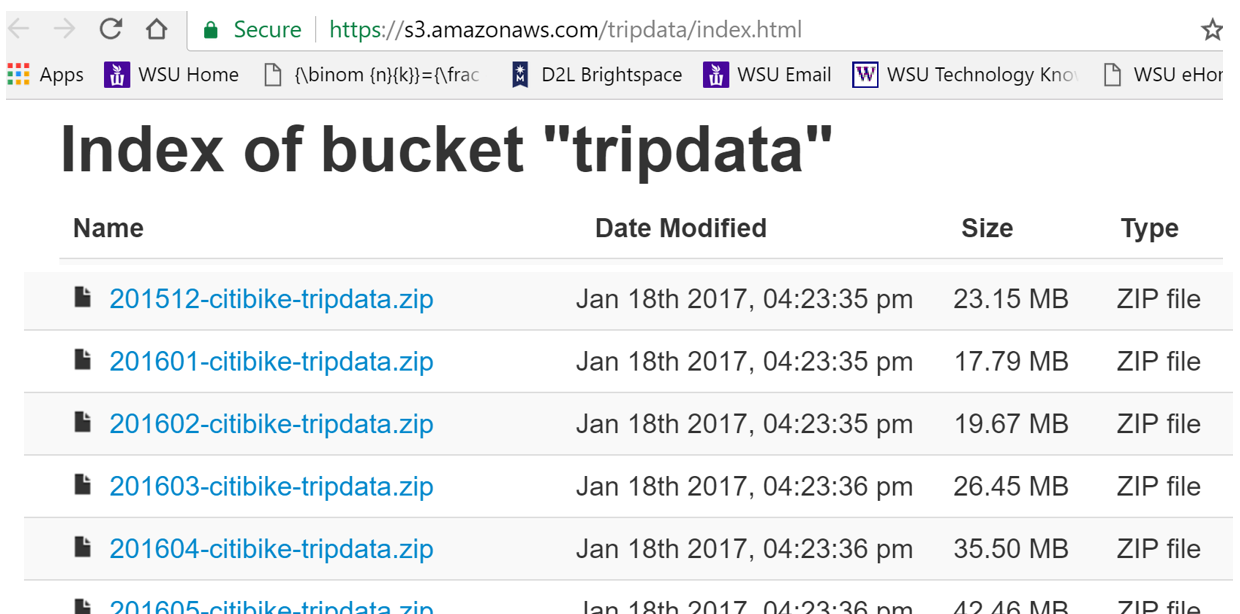 Secure https://s3.amazonaws.com/tripdata/index.html
Apps WSU Home {\binom {n}{k}}={\frac D2L Brightspace WSU Email WSU Technology Kno WSU eHor
Index of bucket "tripdata"
Name Date Modified Size Type
201512-citibike-tripdata.zip Jan 18th 2017, 04:23:35 pm 23.15 MB ZIP file
201601-citibike-tripdata.zip Jan 18th 2017, 04:23:35 pm 17.79 MB ZIP file
201602-citibike-tripdata.zip Jan 18th 2017, 04:23:35 pm 19.67 MB ZIP file
201603-citibike-tripdata.zip Jan 18th 2017, 04:23:36 pm 26.45 MB ZIP file
201604-citibike-tripdata.zip Jan 18th 2017, 04:23:36 pm 35.50 MB ZIP file
201605-citibike-tripdata.zip Jan 18th 2017, 04:23:36 pm 42.46 MB ZIP file